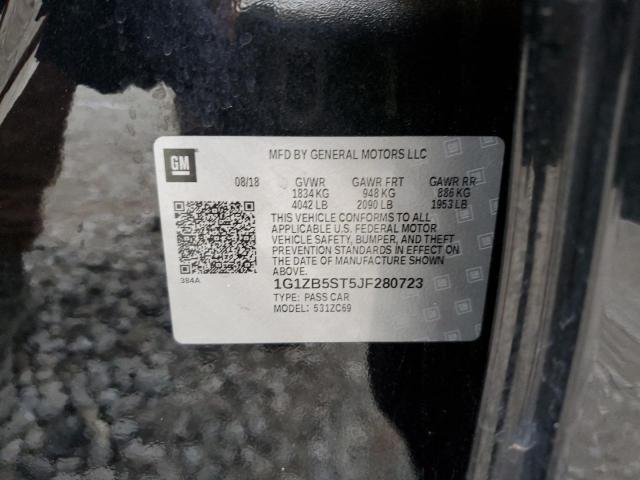 GM
MFD BY GENERAL MOTORS LLC
08/18 GVWR GAWR FRT GAWR RR
1834 KG 948 KG 886 KG
4042 LB 2090 LB 1953 LB
THIS VEHICLE CONFORMS TO ALL
APPLICABLE U.S. FEDERAL MOTOR
VEHICLE SAFETY, BUMPER, AND THEFT
PREVENTION STANDARDS IN EFFECT ON
THE DATE OF MANUFACTURE SHOWN
ABOVE.
384A
1G1ZB5ST5JF280723
TYPE: PASS CAR
MODEL: 531ZC69